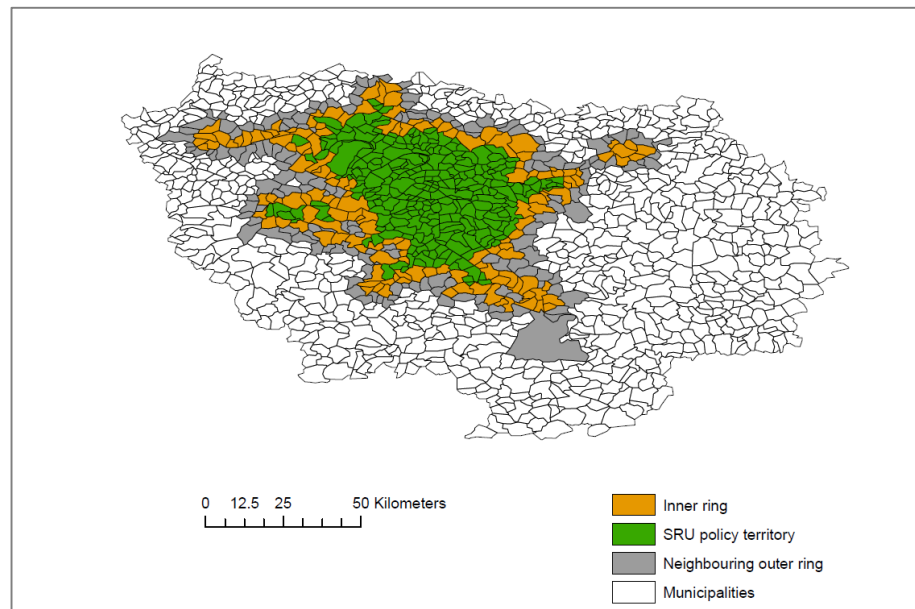 0 12.5 25 50 Kilometers
Inner ring
SRU policy territory
Neighbouring outer ring
Municipalities